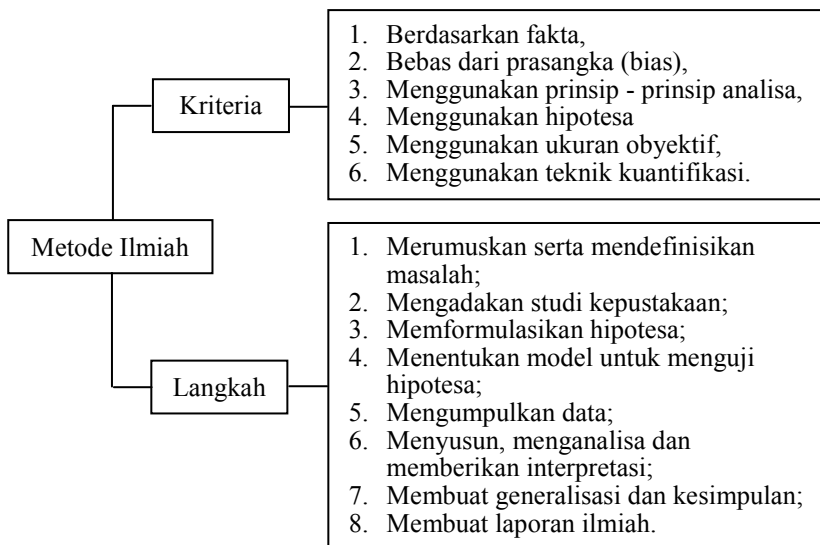 Metode Ilmiah
Kriteria
1. Berdasarkan fakta,
2. Bebas dari prasangka (bias),
3. Menggunakan prinsip - prinsip analisa,
4. Menggunakan hipotesa
5. Menggunakan ukuran obyektif,
6. Menggunakan teknik kuantifikasi.
Langkah
1. Merumuskan serta mendefinisikan
masalah;
2. Mengadakan studi kepustakaan;
3. Memformulasikan hipotesa;
4. Menentukan model untuk menguji
hipotesa;
5. Mengumpulkan data;
6. Menyusun, menganalisa dan
memberikan interpretasi;
7. Membuat generalisasi dan kesimpulan;
8. Membuat laporan ilmiah.